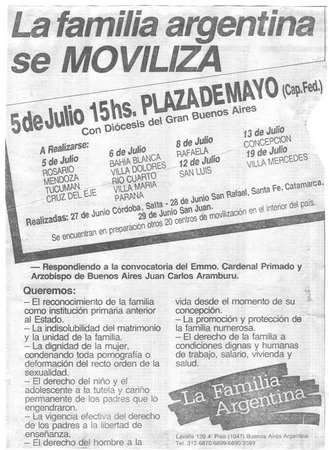 La familia argentina
se MOVILIZA
5 de Julio 15hs. PLAZA DE MAYO (Cap. Fed.)
Con Diócesis del Gran Buenos Aires
A Realizarse:
5 de Julio
ROSARIO
MENDOZA
TUCUMAN
CRUZ DEL EJE
6 de Julio
BAHIA BLANCA
VILLA DOLORES
RIO CUARTO
VILLA MARIA
PARANA
8 de Julio
RAFAELA
12 de Julio
SAN LUIS
13 de Julio
CONCEPCION
19 de Julio
VILLA MERCEDES
Realizadas: 27 de Junio Córdoba, Salta - 28 de Junio San Rafael, Santa Fe, Catamarca.
29 de Junio San Juan.
Se encuentran en preparación otros 20 centros de movilización en el interior del país.
— Respondiendo a la convocatoria del Emmo. Cardenal Primado y
Arzobispo de Buenos Aires Juan Carlos Aramburu.
Queremos:
— El reconocimiento de la familia
como institución primaria anterior
al Estado.
— La indisolubilidad del matrimonio
y la unidad de la familia.
— La dignidad de la mujer,
condenando toda pornografía o
deformación del recto orden de la
sexualidad.
— El derecho del niño y el
adolescente a la tutela y cariño
permanente de los padres que lo
engendraron.
— La vigencia efectiva del derecho
de los padres a la libertad de
enseñanza.
— El derecho del hombre a la
vida desde el momento de su
concepción.
— La promoción y protección de
la familia numerosa.
— El derecho de la familia a
condiciones dignas y humanas
de trabajo, salario, vivienda y
salud.
La Familia
Argentina
Piso (1047) Buenos Aires Argentina